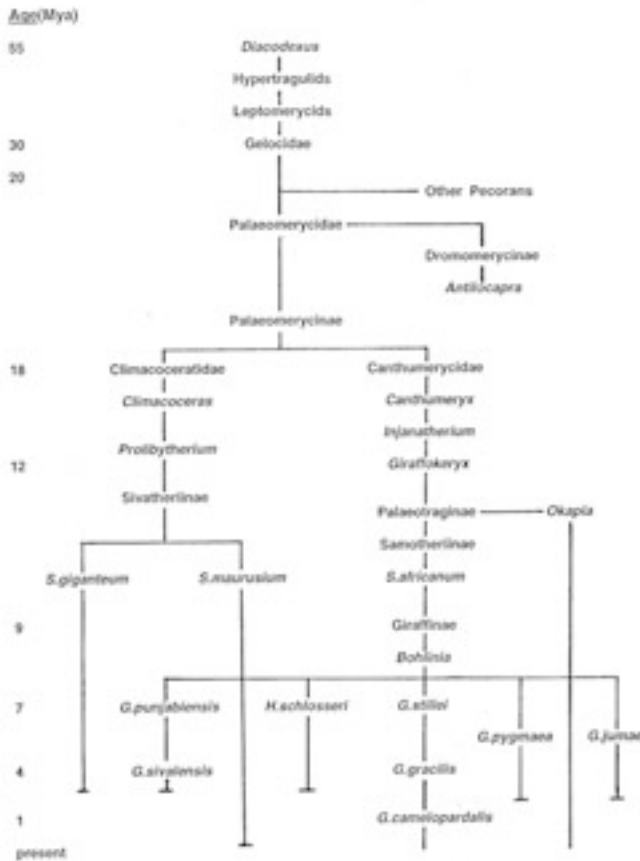 Age(Mya)
55 Diacodexus
Hypertragulids
Leptomerycids
30 Gelocidae
20
Other Pecorans
Palaeomerycidae
Dromomerycinae
Antilocapra
Palaeomerycinae
18 Climacoceratidae Canthumerycidae
Climacoceras Canthumeryx
Injanatherium
Prolibytherium
12 Giraffokeryx
Sivatheriinae
Palaeotraginae Okapia
Samotheriinae
S.giganteum S.maurusium S.africanum
9 Giraffinae
Bohlinia
7 G.punjabiensis H.schlosseri G.stillei
G.pygmaea G.jumae
4 G.sivalensis G.gracilis
1 G.camelopardalis
present